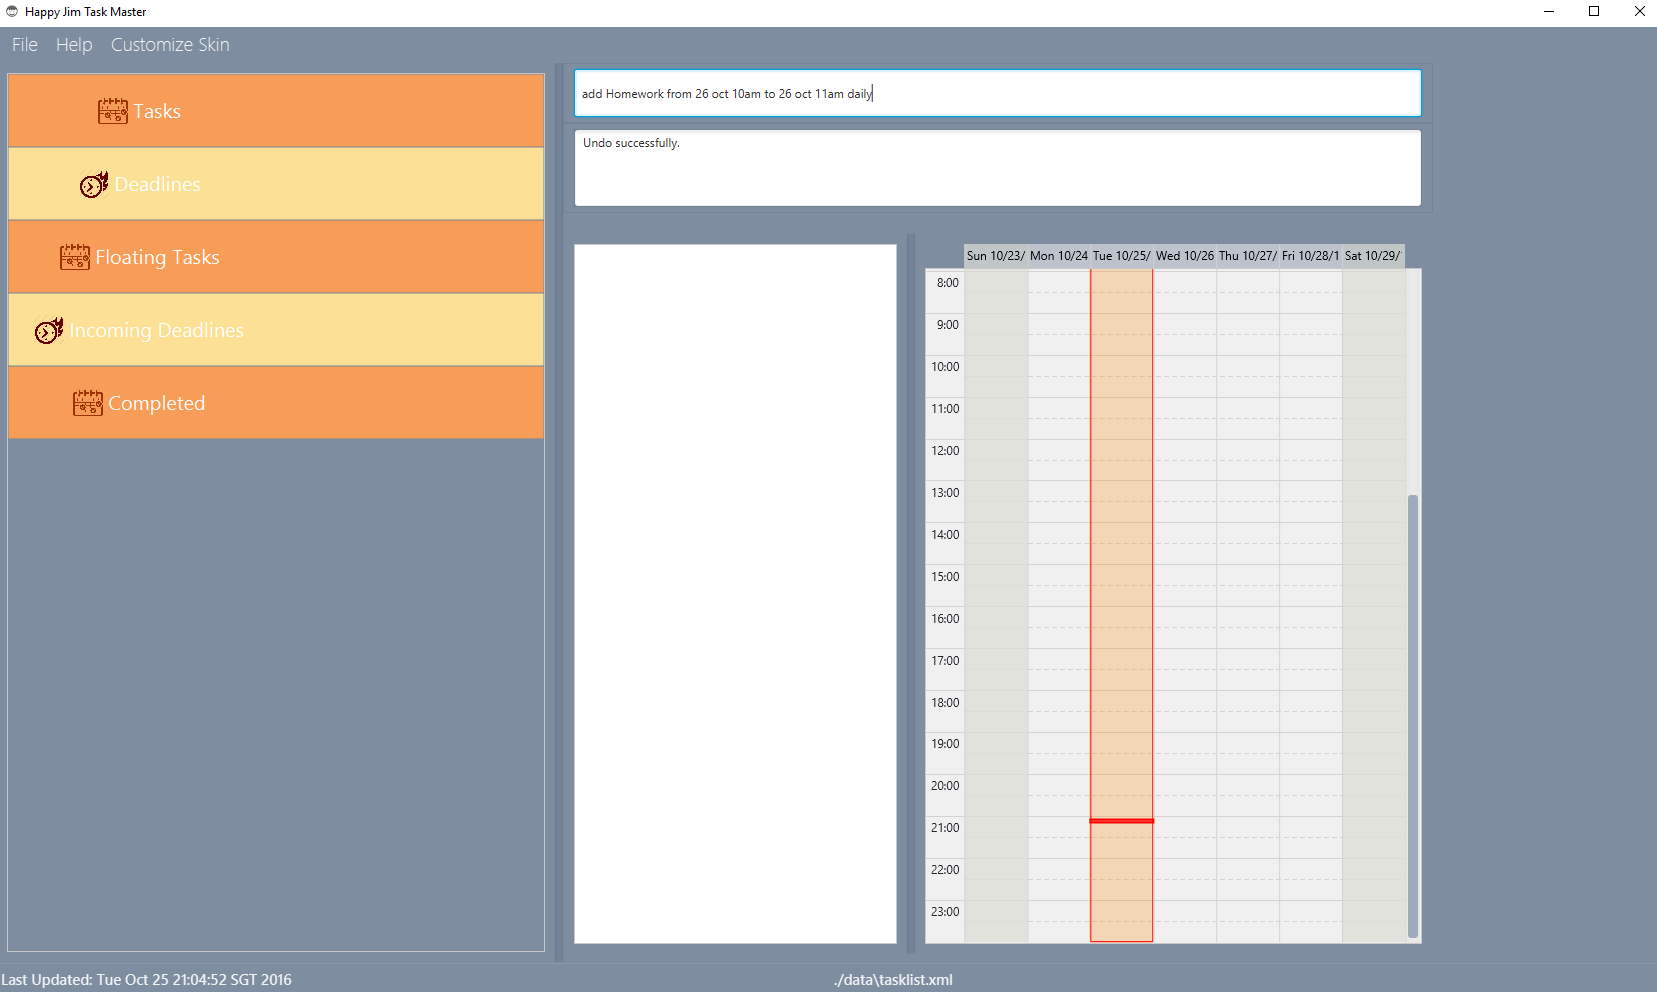 Happy Jim Task Master
File Help Customize Skin
Tasks
Deadlines
Floating Tasks
Incoming Deadlines
Completed
add Homework from 26 oct 10am to 26 oct 11am daily
Undo successfully.
Sun 10/23/ Mon 10/24 Tue 10/25/ Wed 10/26 Thu 10/27/ Fri 10/28/1 Sat 10/29/
8:00
9:00
10:00
11:00
12:00
13:00
14:00
15:00
16:00
17:00
18:00
19:00
20:00
21:00
22:00
23:00
Last Updated: Tue Oct 25 21:04:52 SGT 2016
./data\tasklist.xml